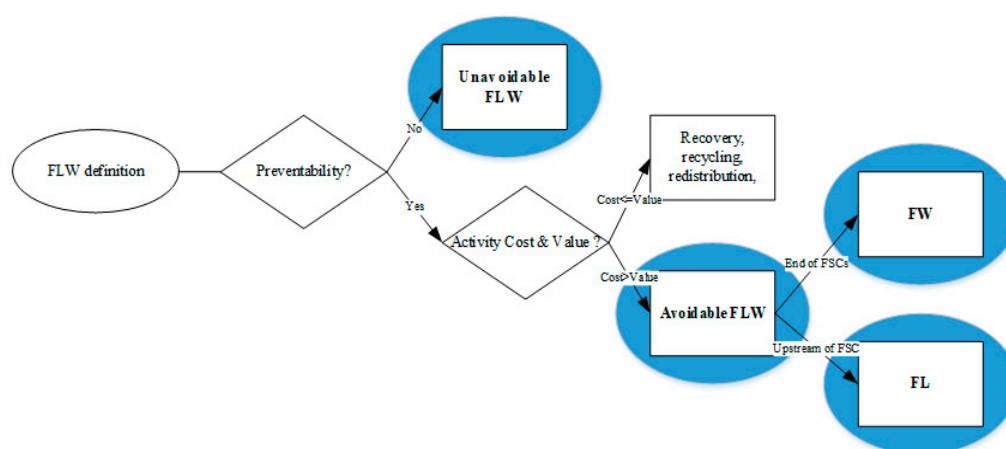 Unavoidable
FLW
No
FLW definition
Preventability?
Recovery,
recycling,
redistribution,
Yes
Cost<=Value
Activity Cost & Value ?
FW
Cost>Value
End of FSCs
Avoidable FLW
Upstream of FSC
FL